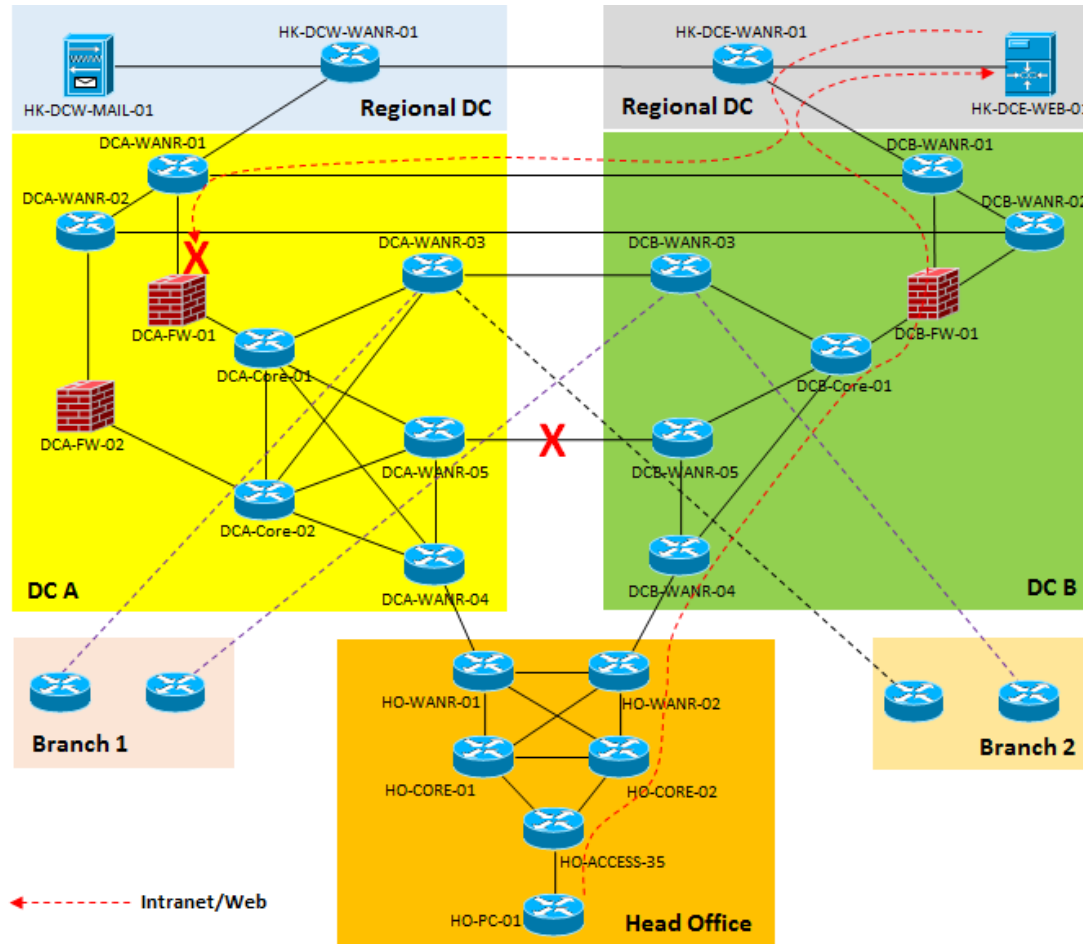 HK-DCW-WANR-01
HK-DCE-WANR-01
HK-DCW-MAIL-01
Regional DC
Regional DC
HK-DCE-WEB-01
DCA-WANR-01
DCB-WANR-01
DCA-WANR-02
DCB-WANR-02
DCA-WANR-03
DCB-WANR-03
X
DCA-FW-01
DCB-FW-01
DCA-Core-01
DCB-Core-01
DCA-FW-02
X
DCA-WANR-05
DCB-WANR-05
DCA-Core-02
DC A
DCA-WANR-04
DCB-WANR-04
DC B
HO-WANR-01
HO-WANR-02
Branch 1
Branch 2
HO-CORE-01
HO-CORE-02
HO-ACCESS-35
Intranet/Web
HO-PC-01
Head Office